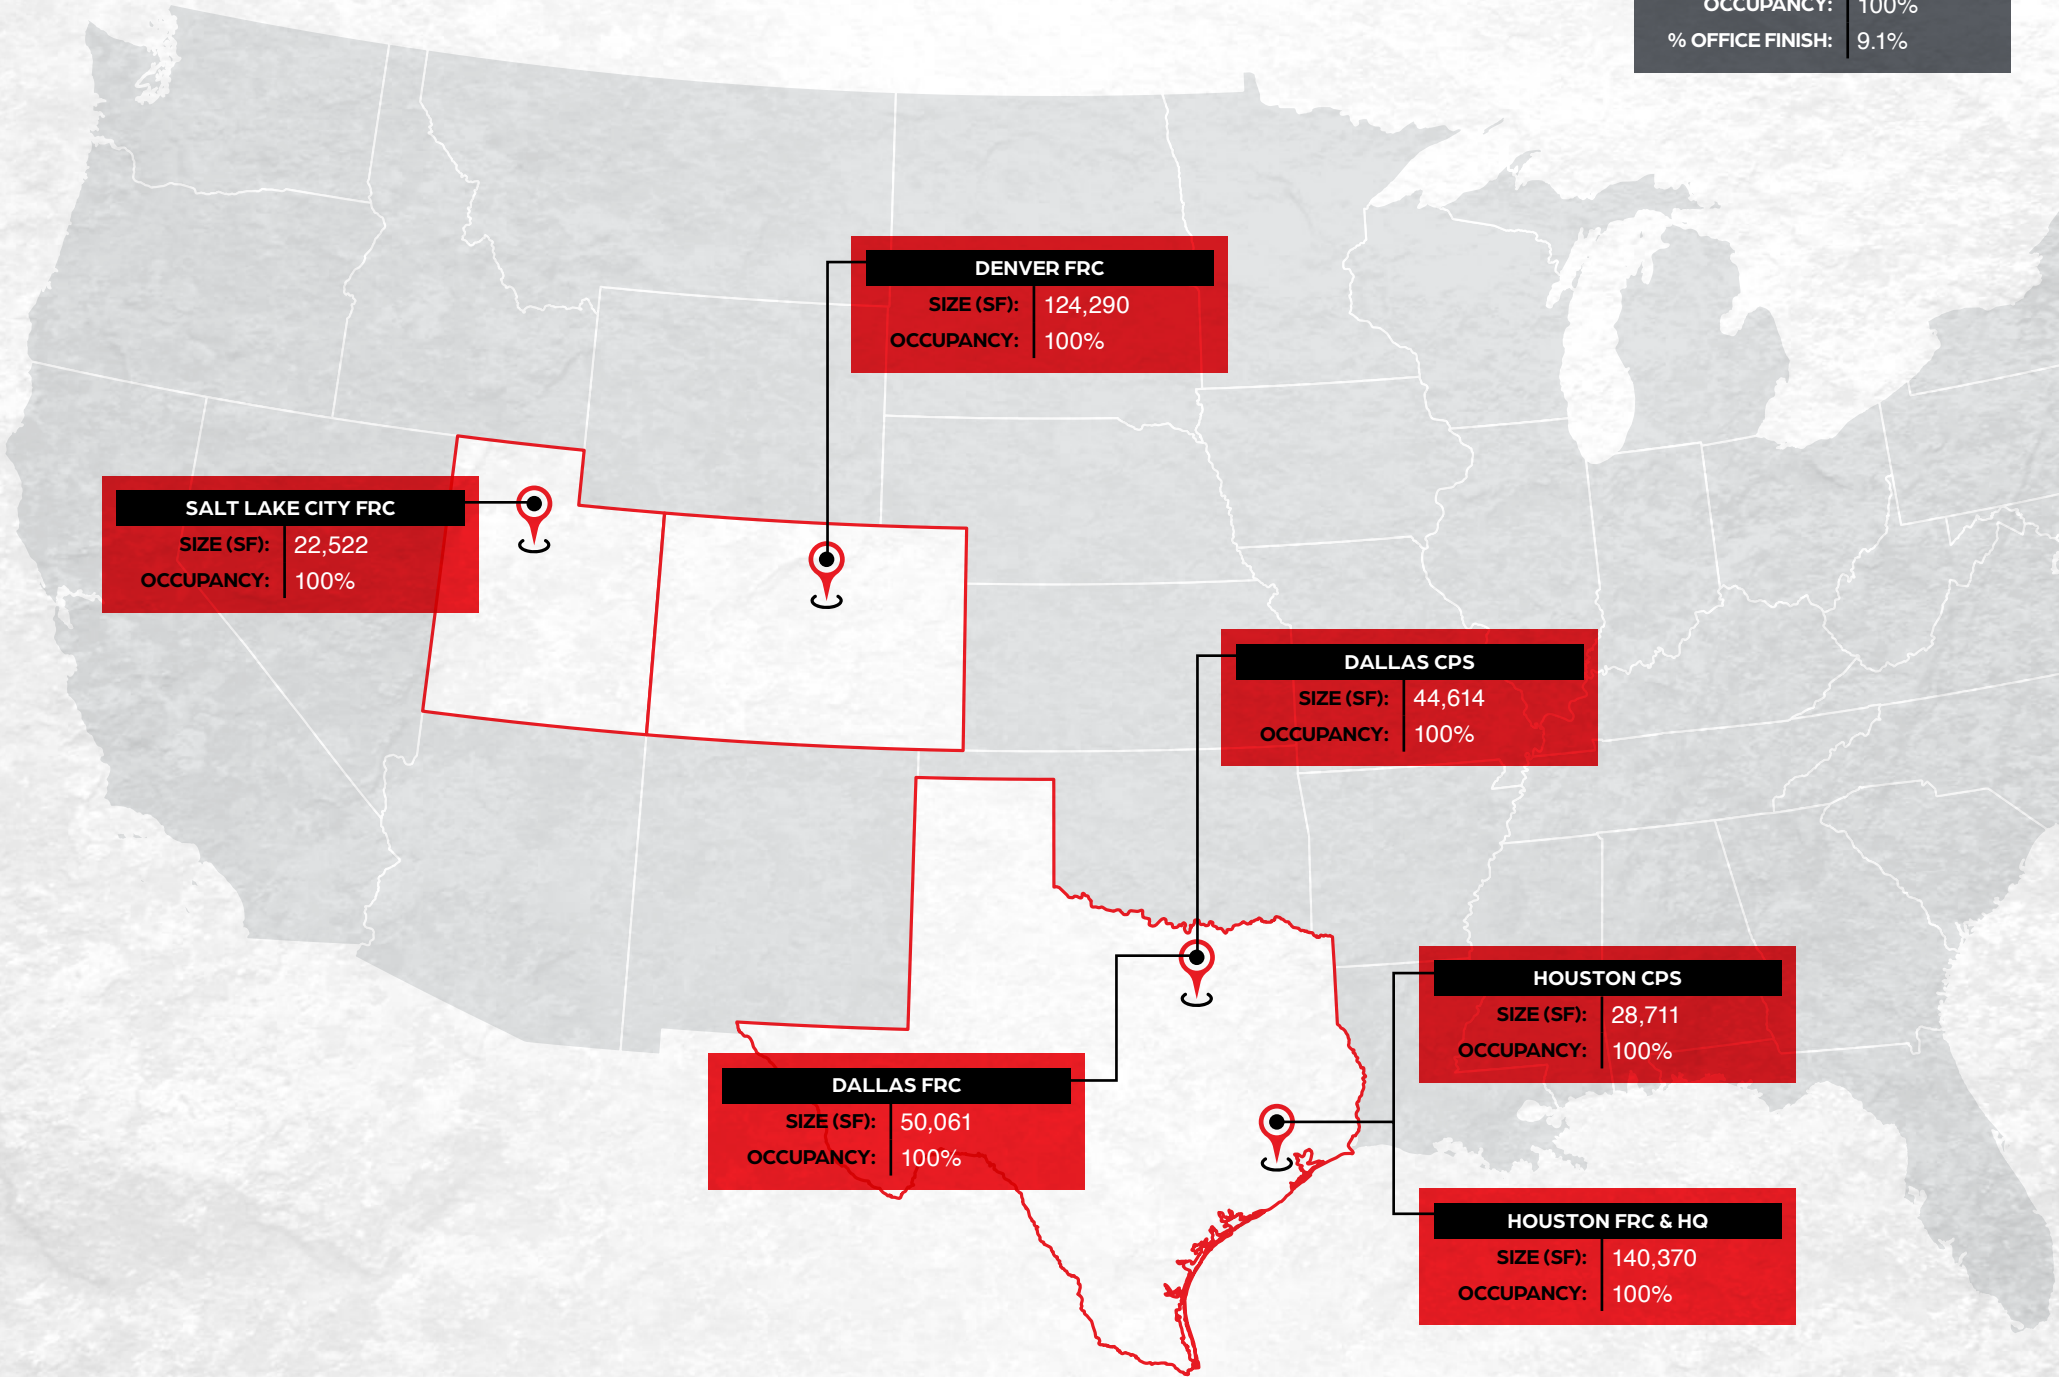 OCCUPANCY: 100%
% OFFICE FINISH: 9.1%
DENVER FRC
SIZE (SF): 124,290
OCCUPANCY: 100%
SALT LAKE CITY FRC
SIZE (SF): 22,522
OCCUPANCY: 100%
DALLAS CPS
SIZE (SF): 44,614
OCCUPANCY: 100%
HOUSTON CPS
SIZE (SF): 28,711
OCCUPANCY: 100%
DALLAS FRC
SIZE (SF): 50,061
OCCUPANCY: 100%
HOUSTON FRC & HQ
SIZE (SF): 140,370
OCCUPANCY: 100%